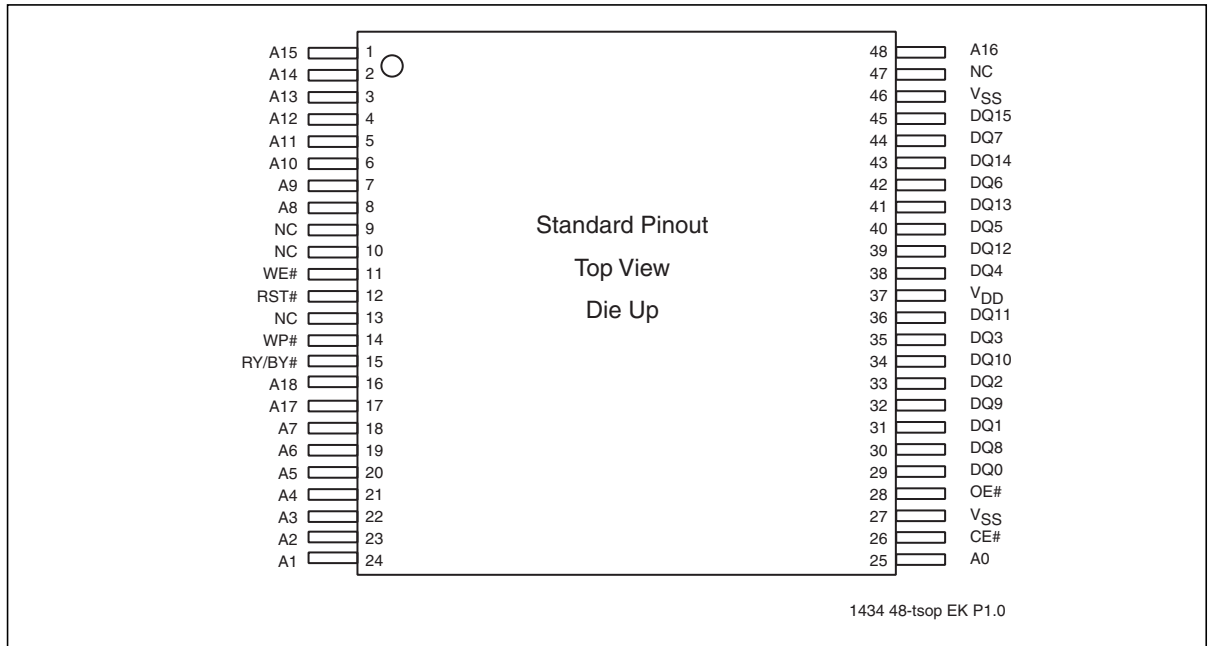 A15 1 48 A16
A14 2 47 NC
A13 3 46 VSS
A12 4 45 DQ15
A11 5 44 DQ7
A10 6 43 DQ14
A9 7 42 DQ6
A8 8 41 DQ13
NC 9 Standard Pinout 40 DQ5
NC 10 39 DQ12
WE# 11 Top View 38 DQ4
RST# 12 37 VDD
NC 13 Die Up 36 DQ11
WP# 14 35 DQ3
RY/BY# 15 34 DQ10
A18 16 33 DQ2
A17 17 32 DQ9
A7 18 31 DQ1
A6 19 30 DQ8
A5 20 29 DQ0
A4 21 28 OE#
A3 22 27 VSS
A2 23 26 CE#
A1 24 25 A0
1434 48-tsop EK P1.0